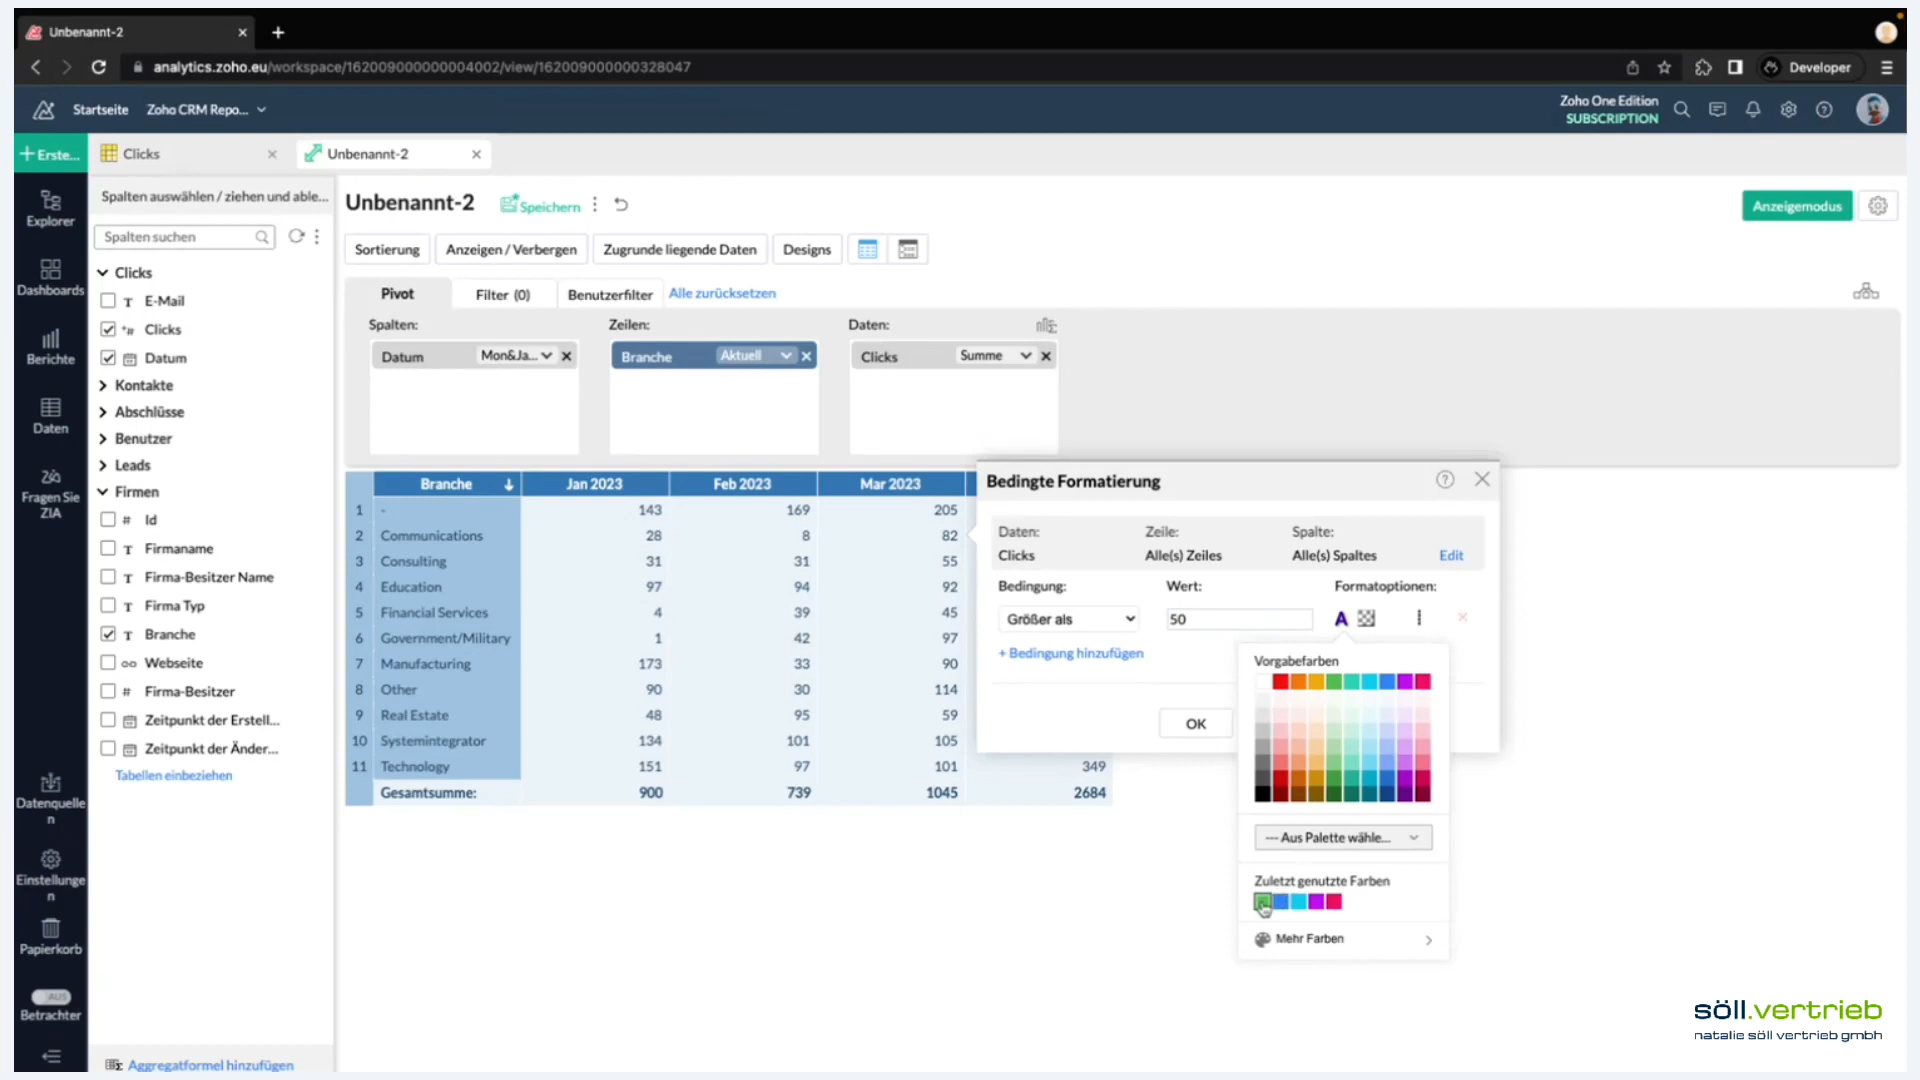 Unbenannt-2
analytics.zoho.eu/workspace/162009000000004002/view/162009000000328047
Developer
Startseite
Zoho CRM Repo...
Zoho One Edition
SUBSCRIPTION
+ Erste...
Clicks
Unbenannt-2
Explorer
Dashboards
Berichte
Daten
Fragen Sie
ZIA
Datenquelle
n
Einstellunge
n
Papierkorb
AUS
Betrachter
Spalten auswählen / ziehen und able...
Spalten suchen
Clicks
T E-Mail
Clicks
Datum
Kontakte
Abschlüsse
Benutzer
Leads
Firmen
# Id
T Firmaname
T Firma-Besitzer Name
T Firma Typ
T Branche
Webseite
# Firma-Besitzer
Zeitpunkt der Erstell...
Zeitpunkt der Änder...
Tabellen einbeziehen
Aggregatformel hinzufügen
Unbenannt-2
Speichern
Anzeigemodus
Sortierung
Anzeigen / Verbergen
Zugrunde liegende Daten
Designs
Pivot
Filter (0)
Benutzerfilter
Alle zurücksetzen
Spalten:
Zeilen:
Daten:
Datum Mon&Ja...
Branche Aktuell
Clicks Summe
Branche Jan 2023 Feb 2023 Mar 2023
1 - 143 169 205
2 Communications 28 8 82
3 Consulting 31 31 55
4 Education 97 94 92
5 Financial Services 4 39 45
6 Government/Military 1 42 97
7 Manufacturing 173 33 90
8 Other 90 30 114
9 Real Estate 48 95 59
10 Systemintegrator 134 101 105
11 Technology 151 97 101 349
Gesamtsumme: 900 739 1045 2684
Bedingte Formatierung
Daten: Zeile: Spalte:
Clicks Alle(s) Zeiles Alle(s) Spaltes Edit
Bedingung: Wert: Formatoptionen:
Größer als 50 A
+ Bedingung hinzufügen
OK
Vorgabefarben
--- Aus Palette wähle...
Zuletzt genutzte Farben
Mehr Farben
söll.vertrieb
natalie söll vertrieb gmbh